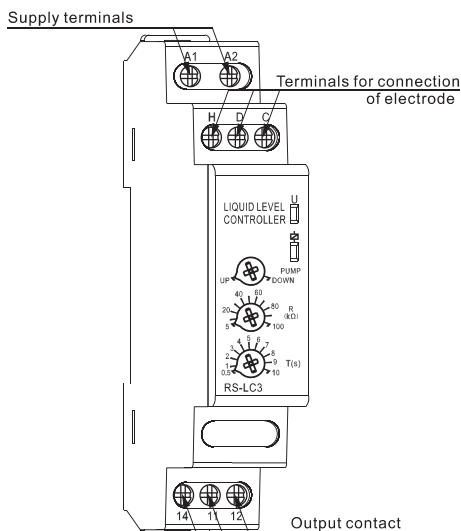 Supply terminals
A1 A2
Terminals for connection
of electrode
H D C
LIQUID LEVEL
CONTROLLER
U
PUMP
UP DOWN
5 20 40 60 80 100
R
(kΩ)
0.5 1 2 3 4 5 6 7 8 9 10
T(s)
RS-LC3
14 11 12
Output contact